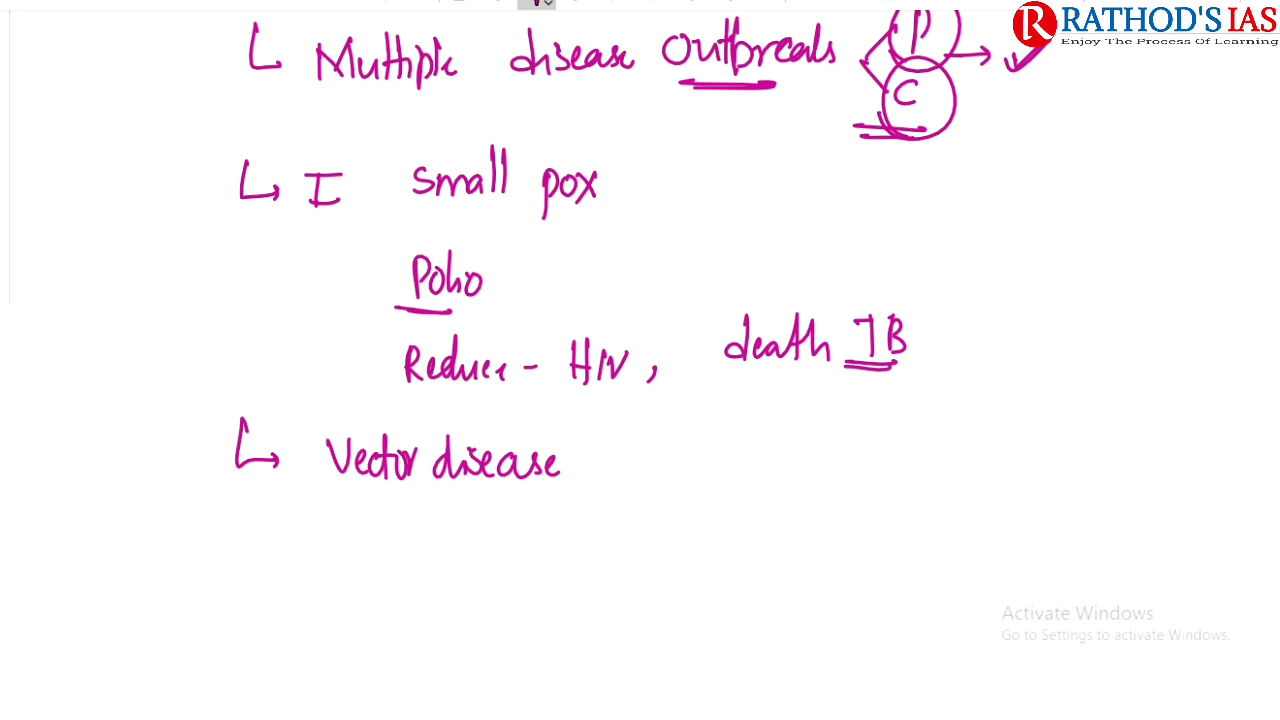 RATHOD'S IAS
Enjoy The Process Of Learning
Multiple disease outbreaks P
C
I small pox
Polio
Reduce - HIV, death TB
Vector disease
Activate Windows
Go to Settings to activate Windows.